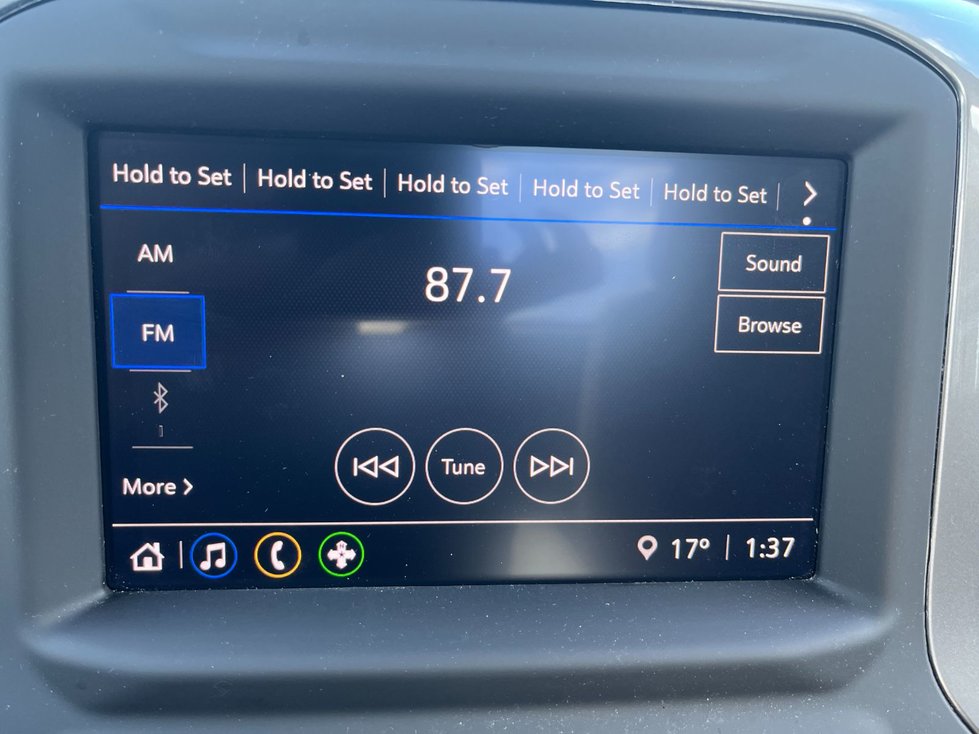 Hold to Set | Hold to Set | Hold to Set | Hold to Set | Hold to Set |
AM
87.7
Sound
FM
Browse
More
Tune
17° | 1:37